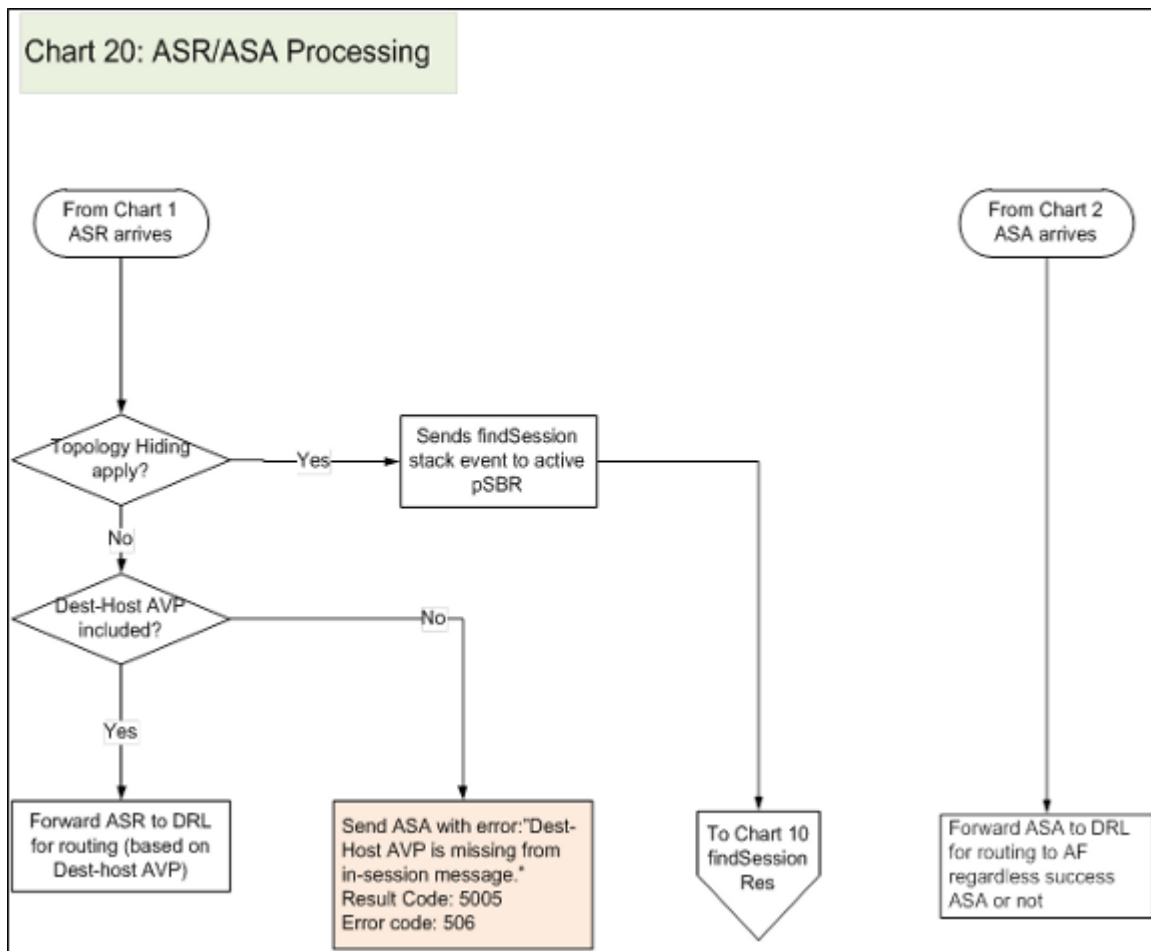 Chart 20: ASR/ASA Processing
From Chart 1
ASR arrives
From Chart 2
ASA arrives
Topology Hiding
apply?
Yes
Sends findSession
stack event to active
pSBR
No
Dest-Host AVP
included?
No
Yes
Forward ASR to DRL
for routing (based on
Dest-host AVP)
Send ASA with error:"Dest-
Host AVP is missing from
in-session message."
Result Code: 5005
Error code: 506
To Chart 10
findSession
Res
Forward ASA to DRL
for routing to AF
regardless success
ASA or not